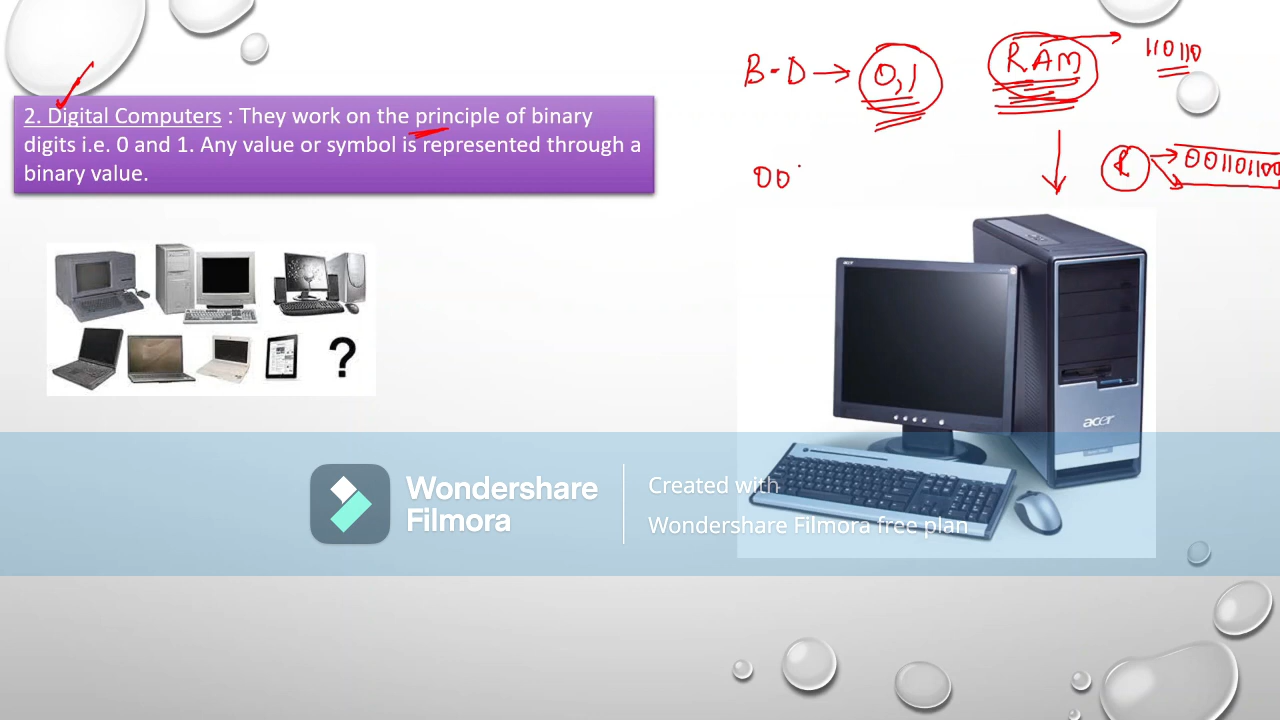 B-D → 0,1
RAM → 110110
2. Digital Computers : They work on the principle of binary
digits i.e. 0 and 1. Any value or symbol is represented through a
binary value.
R → 001101100
00
?
acer
acer
Wondershare
Filmora
Created with
Wondershare Filmora free plan